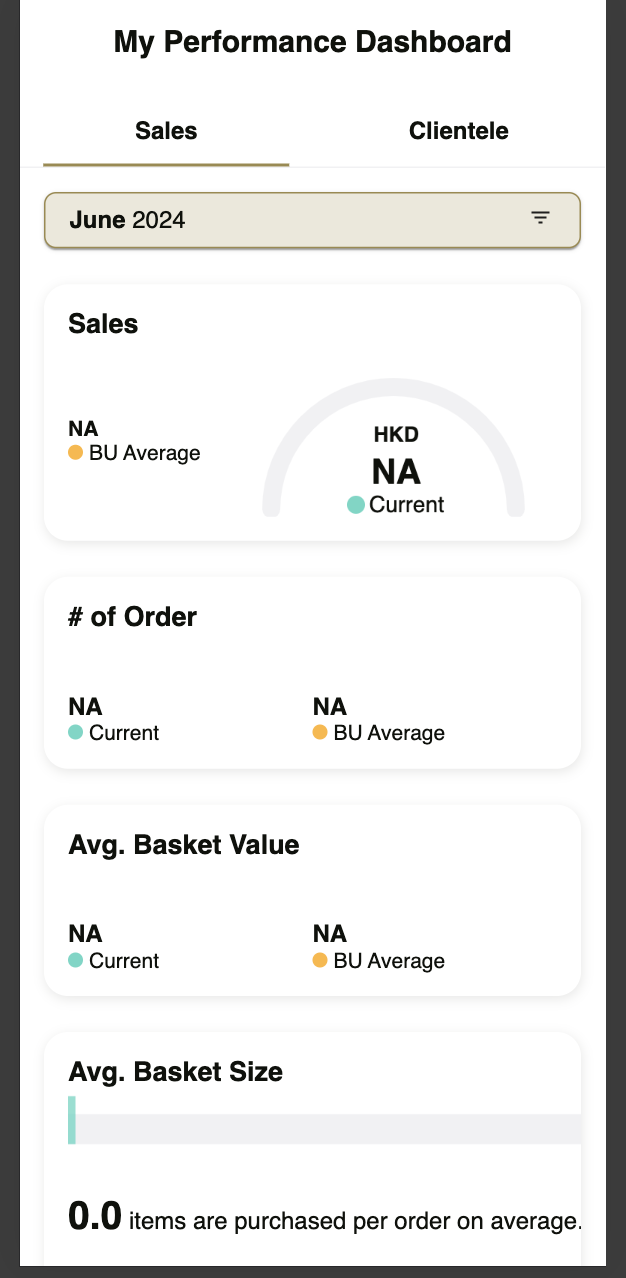 My Performance Dashboard
Sales Clientele
June 2024
Sales
NA
BU Average
HKD
NA
Current
# of Order
NA NA
Current BU Average
Avg. Basket Value
NA NA
Current BU Average
Avg. Basket Size
0.0 items are purchased per order on average.